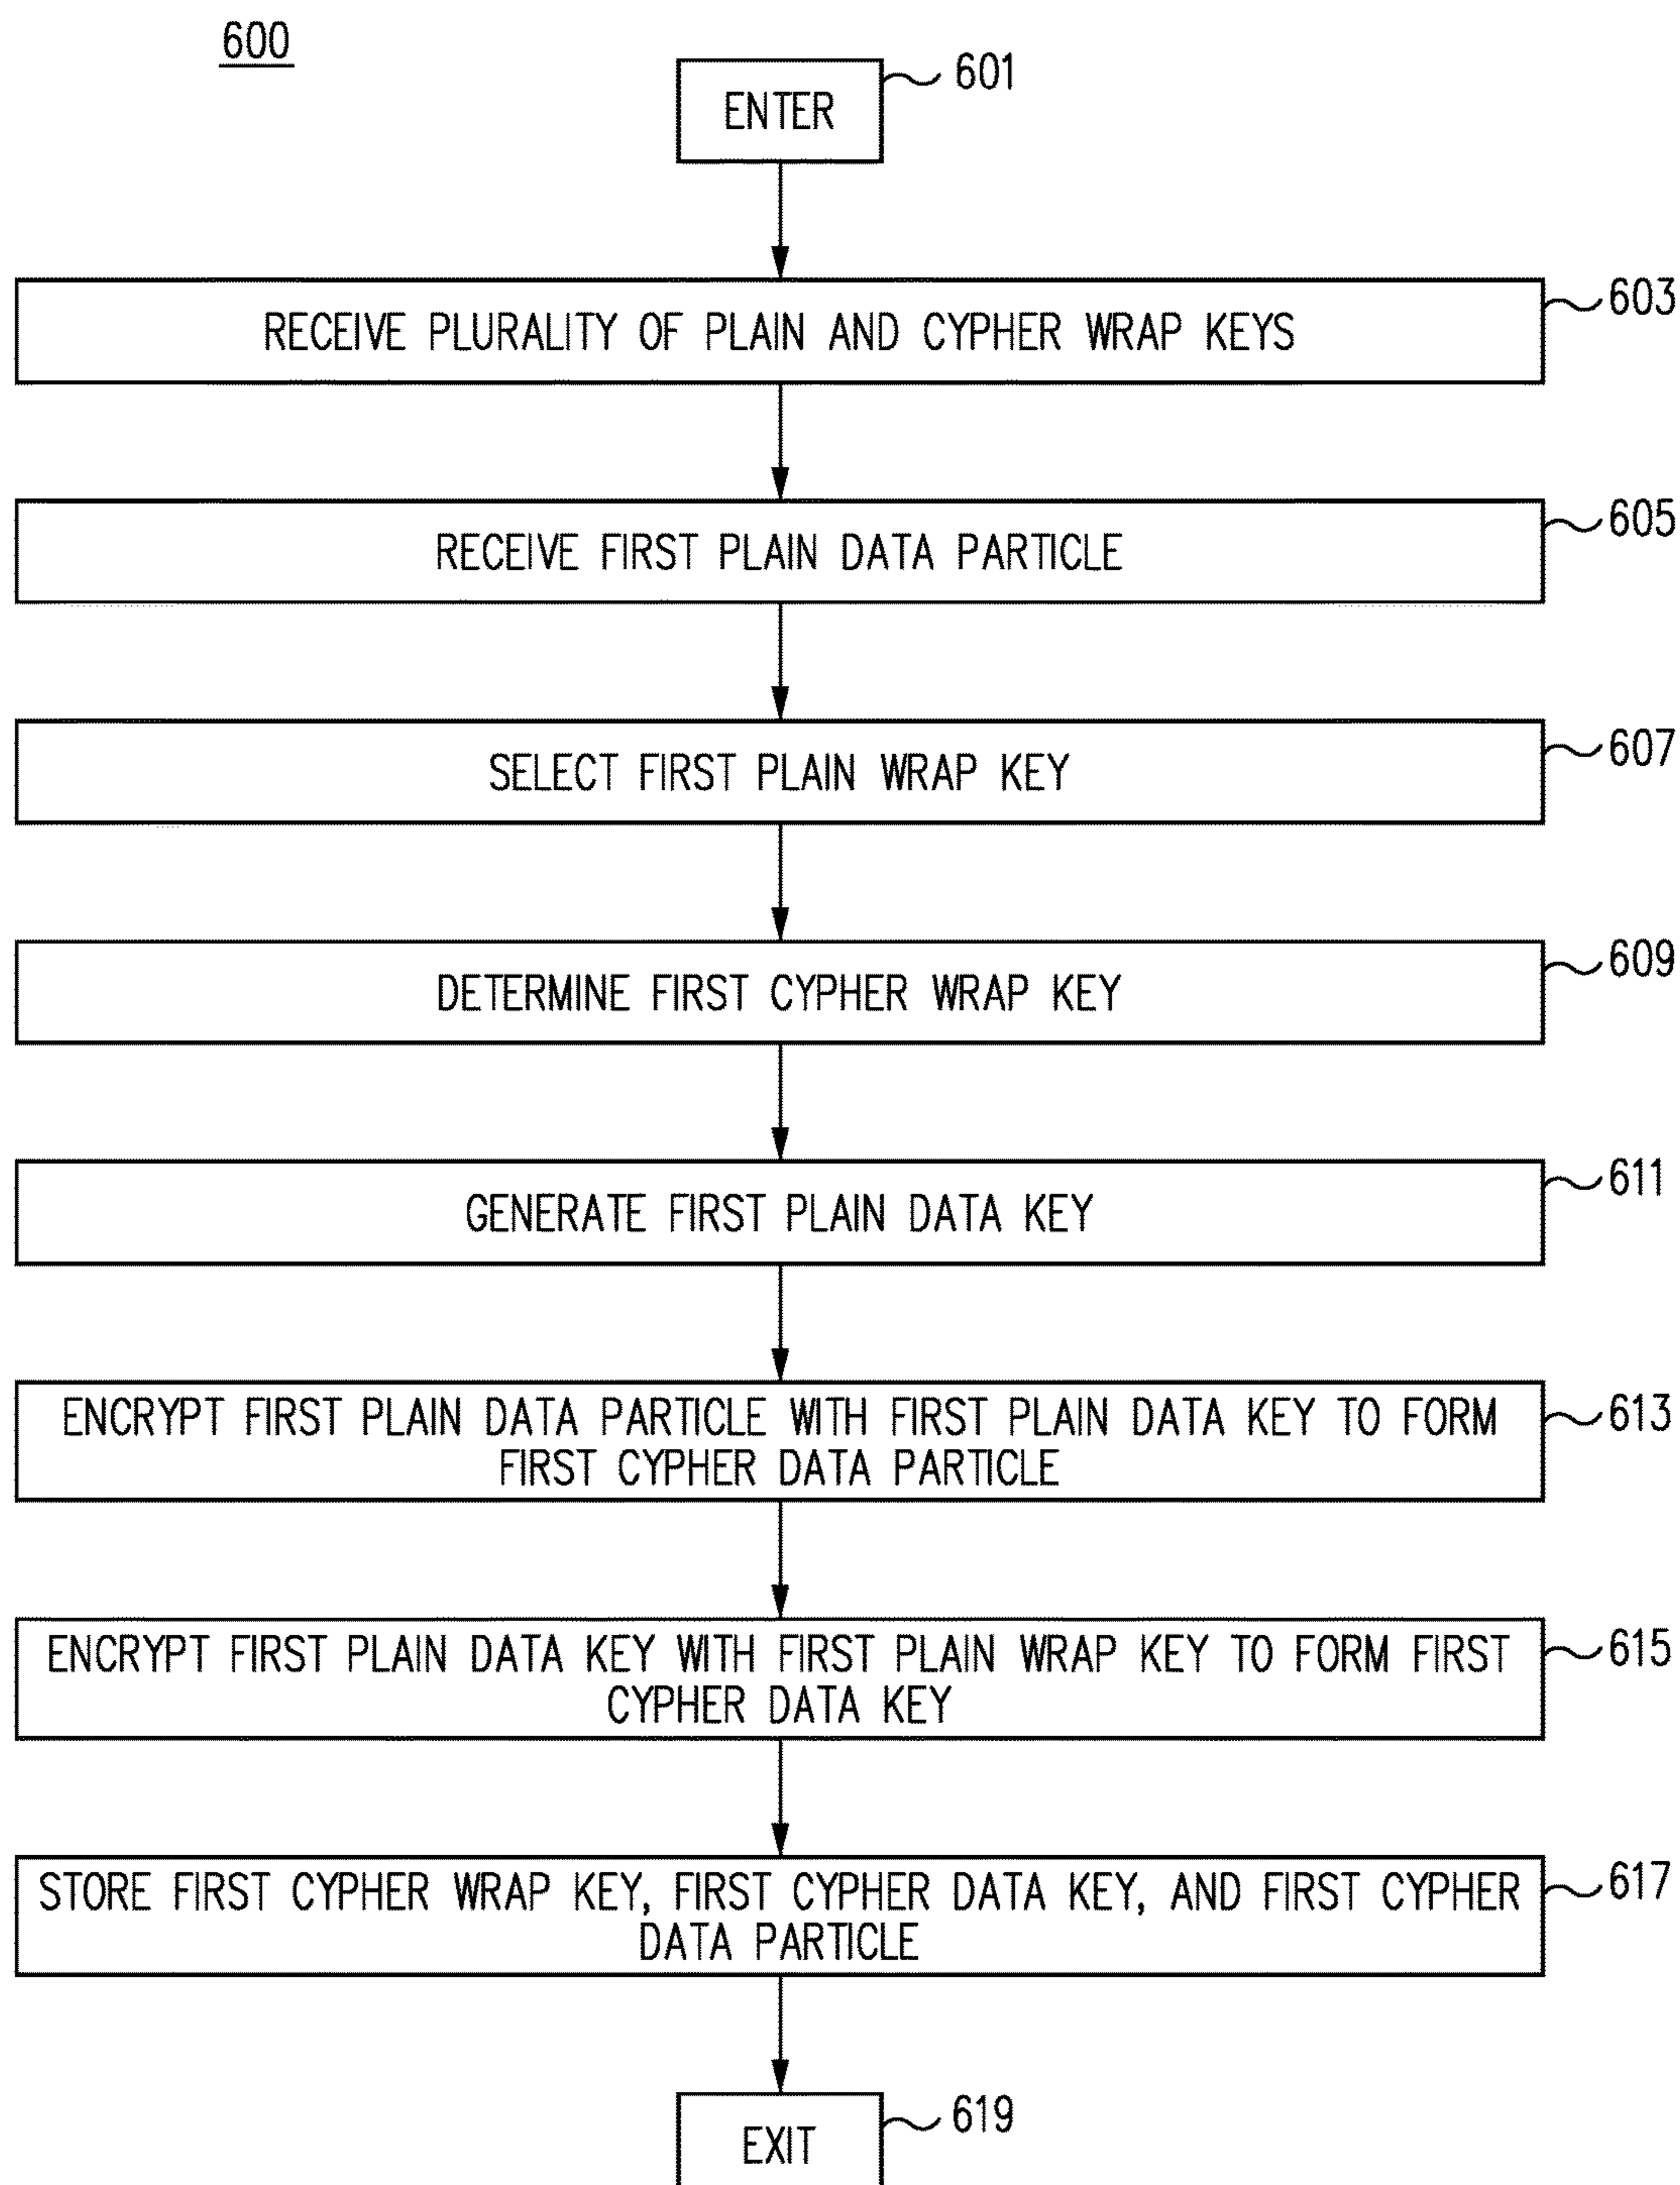 600
ENTER
601
RECEIVE PLURALITY OF PLAIN AND CYPHER WRAP KEYS
603
RECEIVE FIRST PLAIN DATA PARTICLE
605
SELECT FIRST PLAIN WRAP KEY
607
DETERMINE FIRST CYPHER WRAP KEY
609
GENERATE FIRST PLAIN DATA KEY
611
ENCRYPT FIRST PLAIN DATA PARTICLE WITH FIRST PLAIN DATA KEY TO FORM
FIRST CYPHER DATA PARTICLE
613
ENCRYPT FIRST PLAIN DATA KEY WITH FIRST PLAIN WRAP KEY TO FORM FIRST
CYPHER DATA KEY
615
STORE FIRST CYPHER WRAP KEY, FIRST CYPHER DATA KEY, AND FIRST CYPHER
DATA PARTICLE
617
EXIT
619